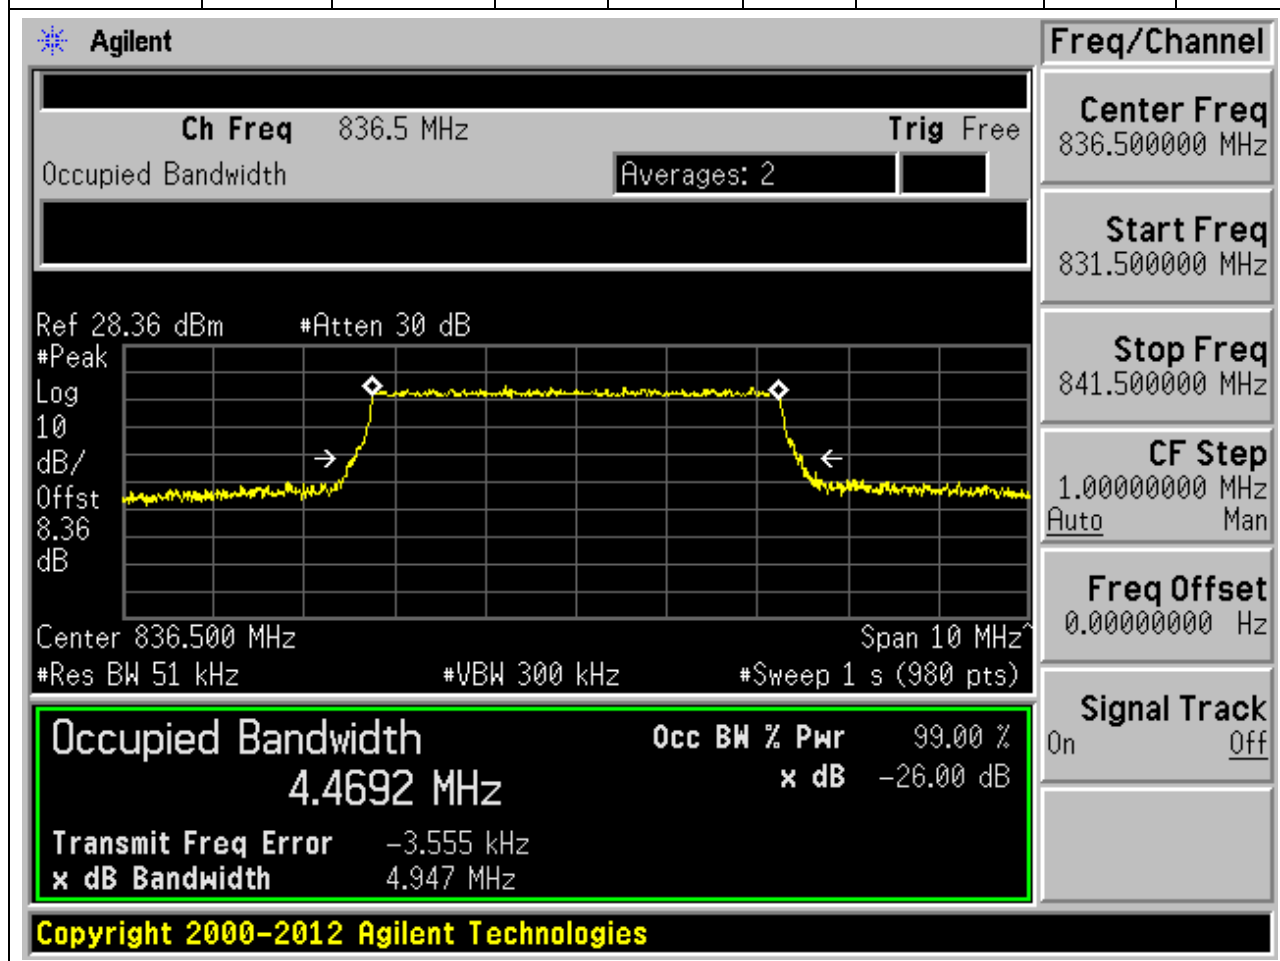 Agilent
Freq/Channel
Ch Freq 836.5 MHz Trig Free
Occupied Bandwidth Averages: 2
Ref 28.36 dBm #Atten 30 dB
#Peak
Log
10
dB/
Offst
8.36
dB
Center 836.500 MHz Span 10 MHz^
#Res BW 51 kHz #VBW 300 kHz #Sweep 1 s (980 pts)
Occupied Bandwidth
4.4692 MHz
Occ BW % Pwr 99.00 %
x dB -26.00 dB
Transmit Freq Error -3.555 kHz
x dB Bandwidth 4.947 MHz
Copyright 2000-2012 Agilent Technologies
Center Freq
836.500000 MHz
Start Freq
831.500000 MHz
Stop Freq
841.500000 MHz
CF Step
1.00000000 MHz
Auto Man
Freq Offset
0.00000000 Hz
Signal Track
On Off